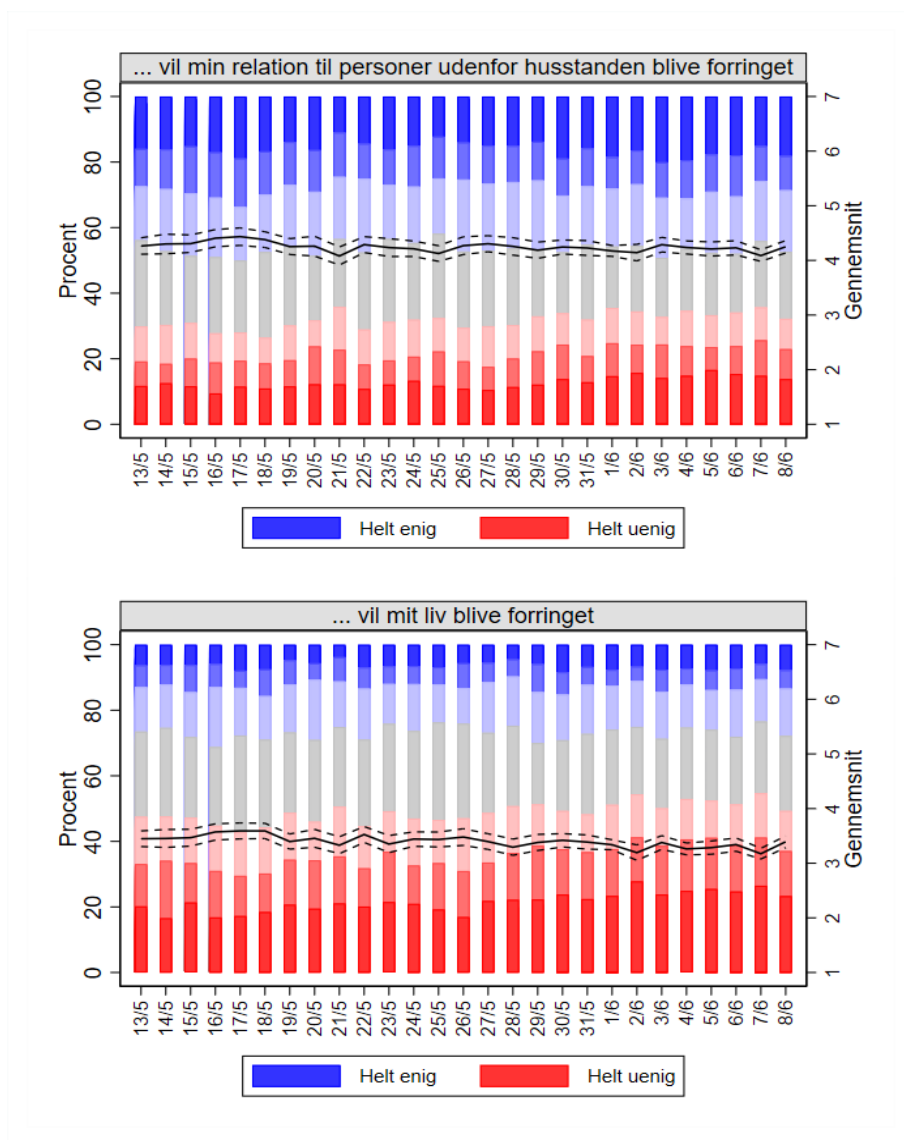 ... vil min relation til personer udenfor husstanden blive forringet
100
80
60
40
20
0
Procent
7
6
5
4
3
2
1
Gennemsnit
13/5 14/5 15/5 16/5 17/5 18/5 19/5 20/5 21/5 22/5 23/5 24/5 25/5 26/5 27/5 28/5 29/5 30/5 31/5 1/6 2/6 3/6 4/6 5/6 6/6 7/6 8/6
Helt enig Helt uenig
... vil mit liv blive forringet
100
80
60
40
20
0
Procent
7
6
5
4
3
2
1
Gennemsnit
13/5 14/5 15/5 16/5 17/5 18/5 19/5 20/5 21/5 22/5 23/5 24/5 25/5 26/5 27/5 28/5 29/5 30/5 31/5 1/6 2/6 3/6 4/6 5/6 6/6 7/6 8/6
Helt enig Helt uenig